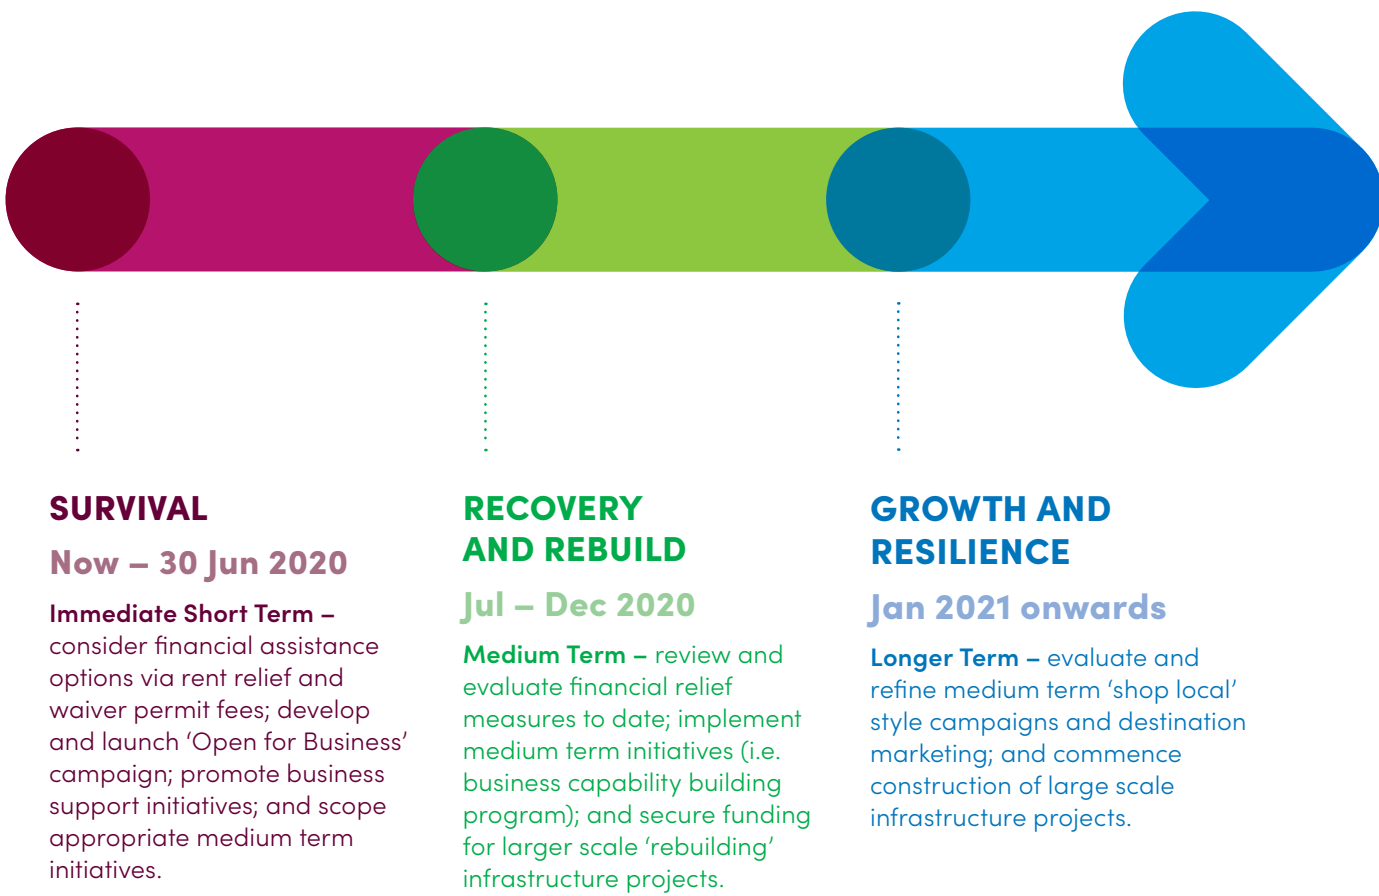 SURVIVAL
Now – 30 Jun 2020
Immediate Short Term –
consider financial assistance
options via rent relief and
waiver permit fees; develop
and launch ‘Open for Business’
campaign; promote business
support initiatives; and scope
appropriate medium term
initiatives.
RECOVERY
AND REBUILD
Jul – Dec 2020
Medium Term – review and
evaluate financial relief
measures to date; implement
medium term initiatives (i.e.
business capability building
program); and secure funding
for larger scale ‘rebuilding’
infrastructure projects.
GROWTH AND
RESILIENCE
Jan 2021 onwards
Longer Term – evaluate and
refine medium term ‘shop local’
style campaigns and destination
marketing; and commence
construction of large scale
infrastructure projects.